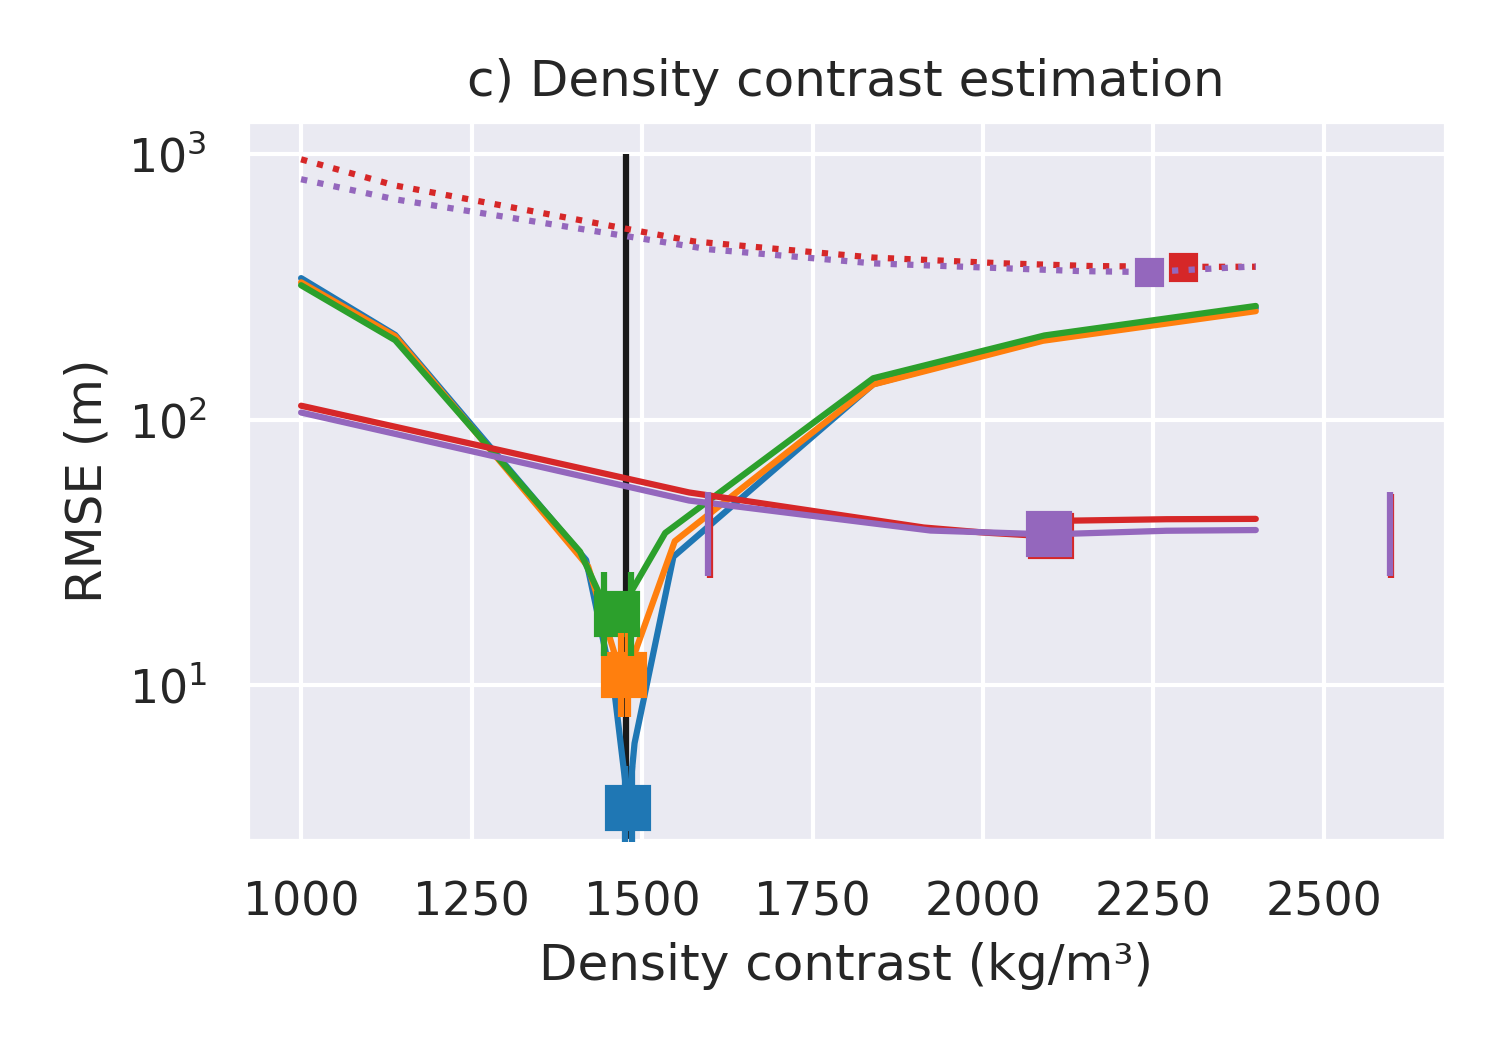 c) Density contrast estimation
10³
10²
10¹
RMSE (m)
1000 1250 1500 1750 2000 2250 2500
Density contrast (kg/m³)